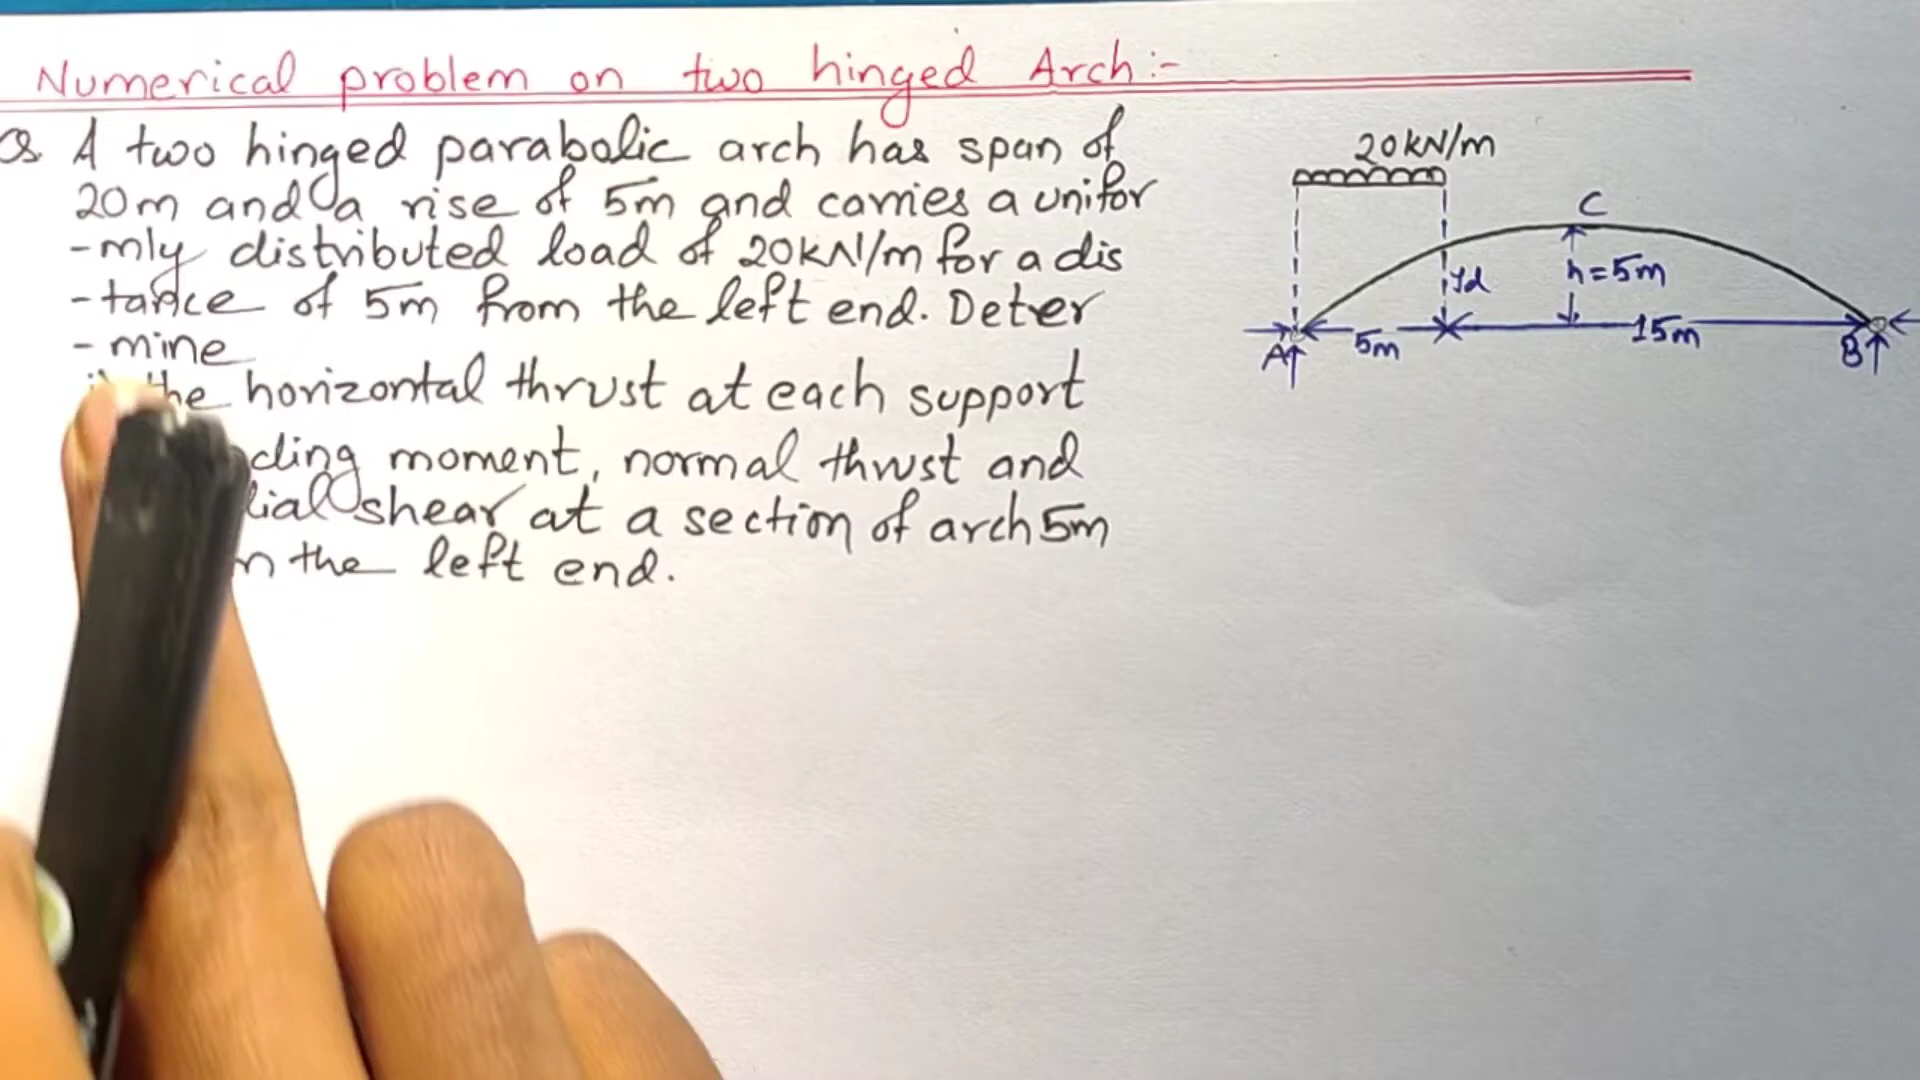 Numerical problem on two hinged Arch:-
Q. A two hinged parabolic arch has span of
20m and a rise of 5m and carries a unifor
-mly distributed load of 20kN/m for a dis
-tance of 5m from the left end. Deter
-mine
the horizontal thrust at each support
moment, normal thrust and
shear at a section of arch 5m
the left end.
20kN/m
C
yd
h=5m
5m
15m
A
B